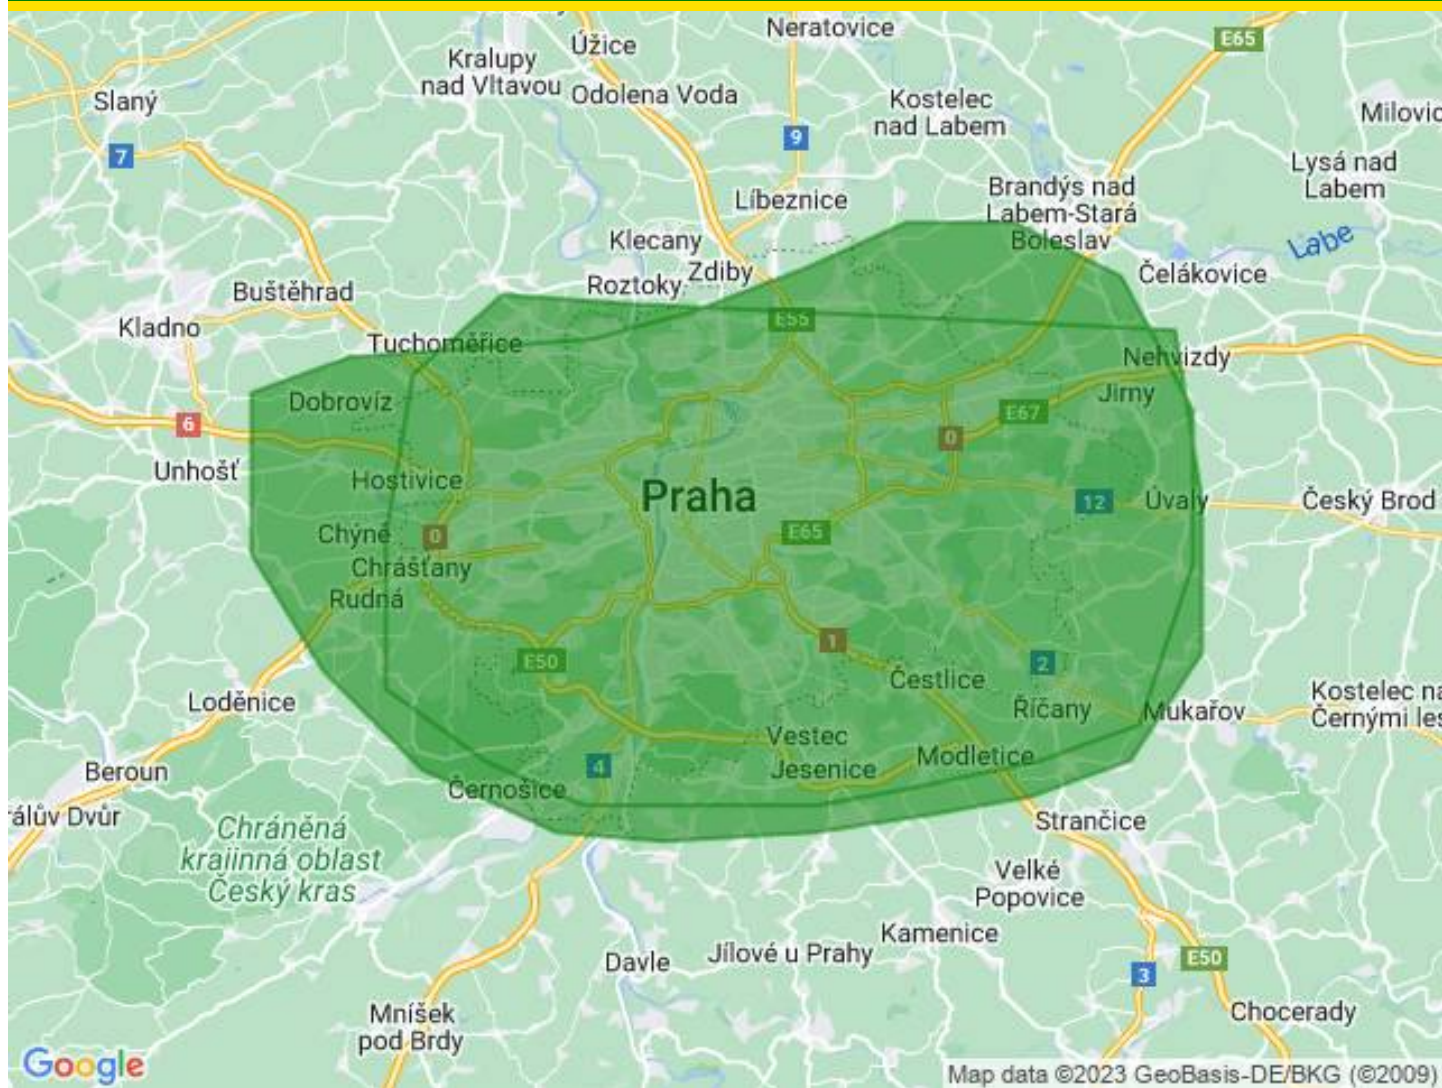 Neratovice
E65
Úžice
Kralupy
nad Vltavou
Odolena Voda
Slaný
Kostelec
nad Labem
Milovic
9
7
Lysá nad
Labem
Brandýs nad
Labem-Stará
Boleslav
Líbeznice
Klecany
Labe
Zdiby
Čelákovice
Roztoky
Buštěhrad
Kladno
E55
Tuchoměřice
Nehvizdy
Jirny
Dobrovíz
E67
6
0
Unhošť
Hostivice
Praha
12
Úvaly
Český Brod
Chýně
0
E65
Chrášťany
Rudná
1
E50
2
Čestlice
Loděnice
Říčany
Mukařov
Kostelec na
Černými les
Vestec
Modletice
Beroun
4
Jesenice
Černošice
rálův Dvůr
Strančice
Chráněná
krajinná oblast
Český kras
Velké
Popovice
Kamenice
Davle
Jílové u Prahy
E50
3
Mníšek
pod Brdy
Chocerady
Google
Map data ©2023 GeoBasis-DE/BKG (©2009)